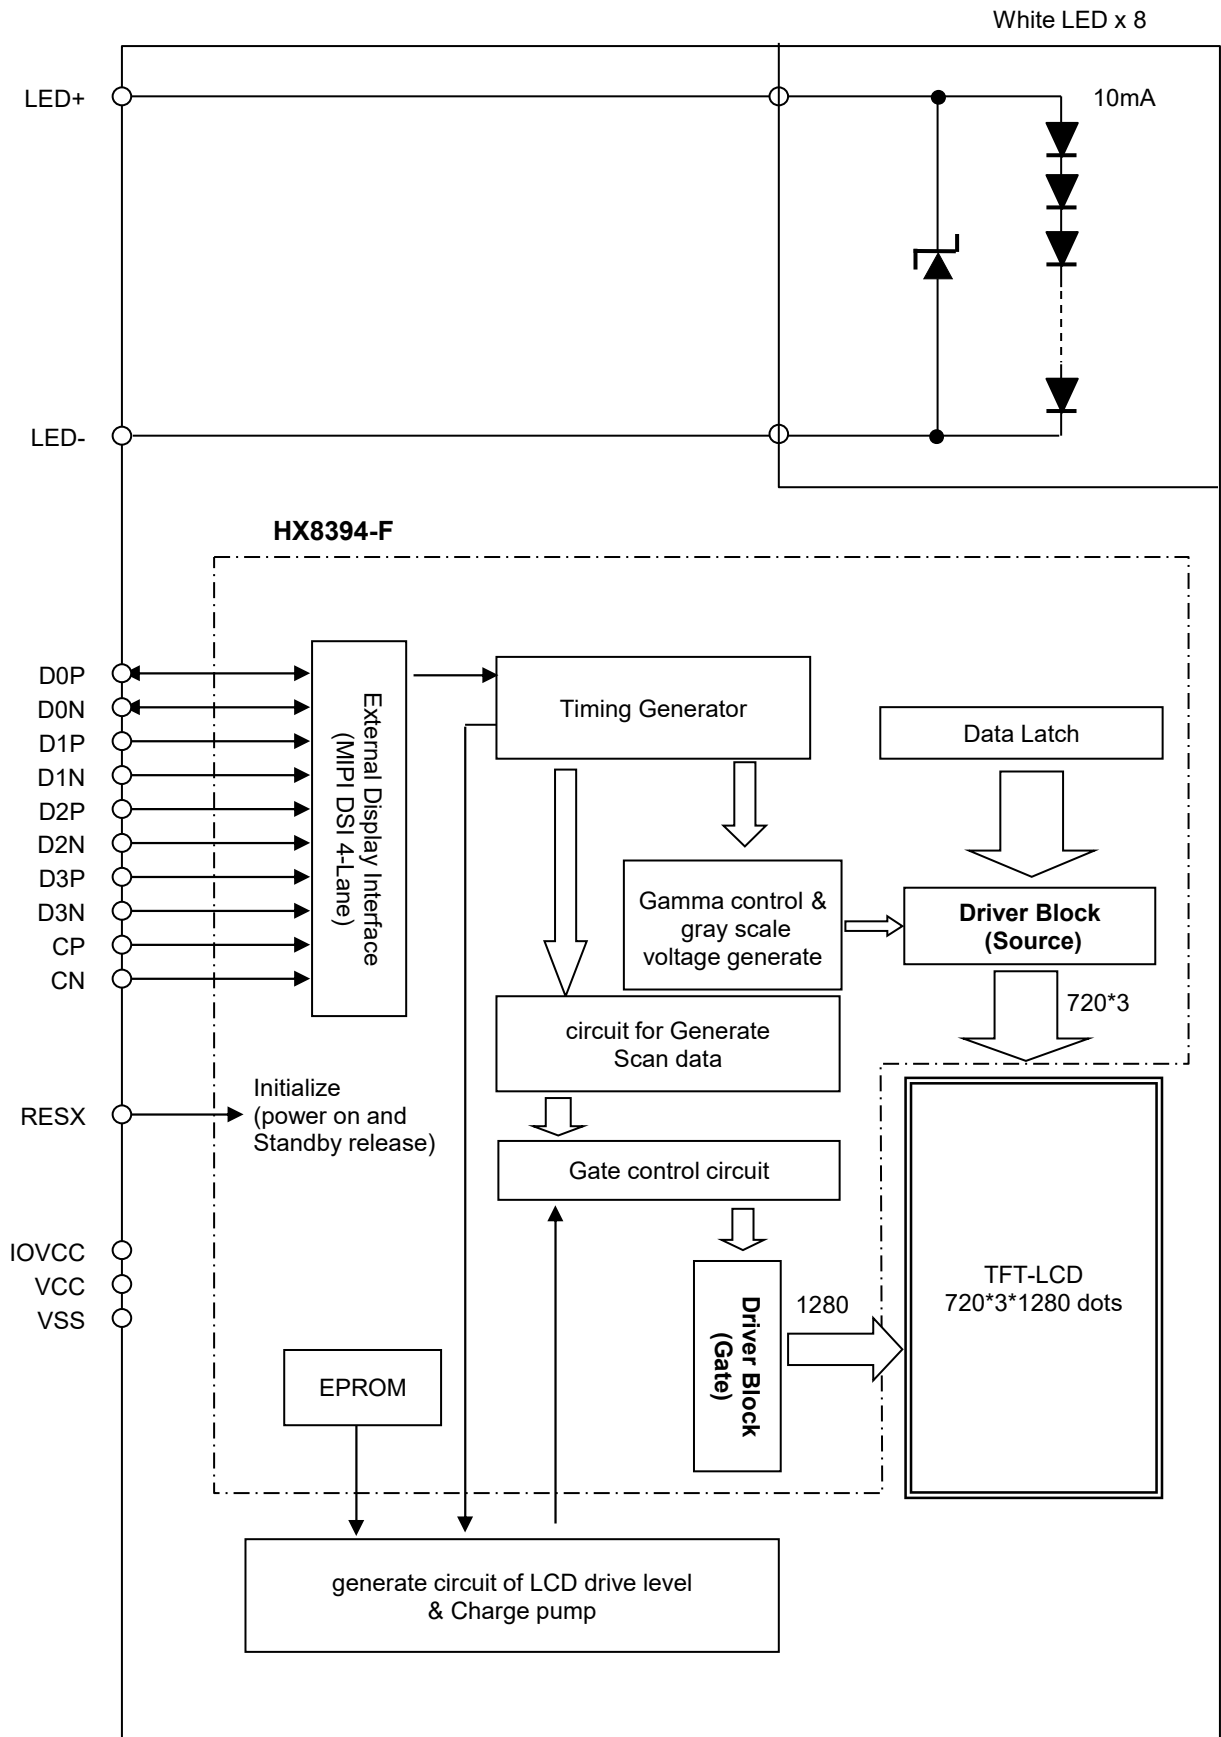 White LED x 8
LED+
10mA
LED-
HX8394-F
D0P
D0N
D1P
D1N
D2P
D2N
D3P
D3N
CP
CN
External Display Interface
(MIPI DSI 4-Lane)
Timing Generator
Data Latch
Gamma control &
gray scale
voltage generate
Driver Block
(Source)
720*3
circuit for Generate
Scan data
RESX
Initialize
(power on and
Standby release)
Gate control circuit
IOVCC
VCC
VSS
Driver Block
(Gate)
1280
TFT-LCD
720*3*1280 dots
EPROM
generate circuit of LCD drive level
& Charge pump